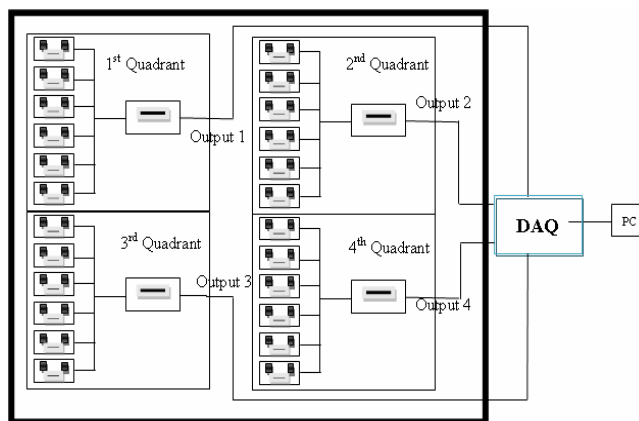 1st Quadrant
2nd Quadrant
Output 1
Output 2
3rd Quadrant
4th Quadrant
Output 3
Output 4
DAQ
PC